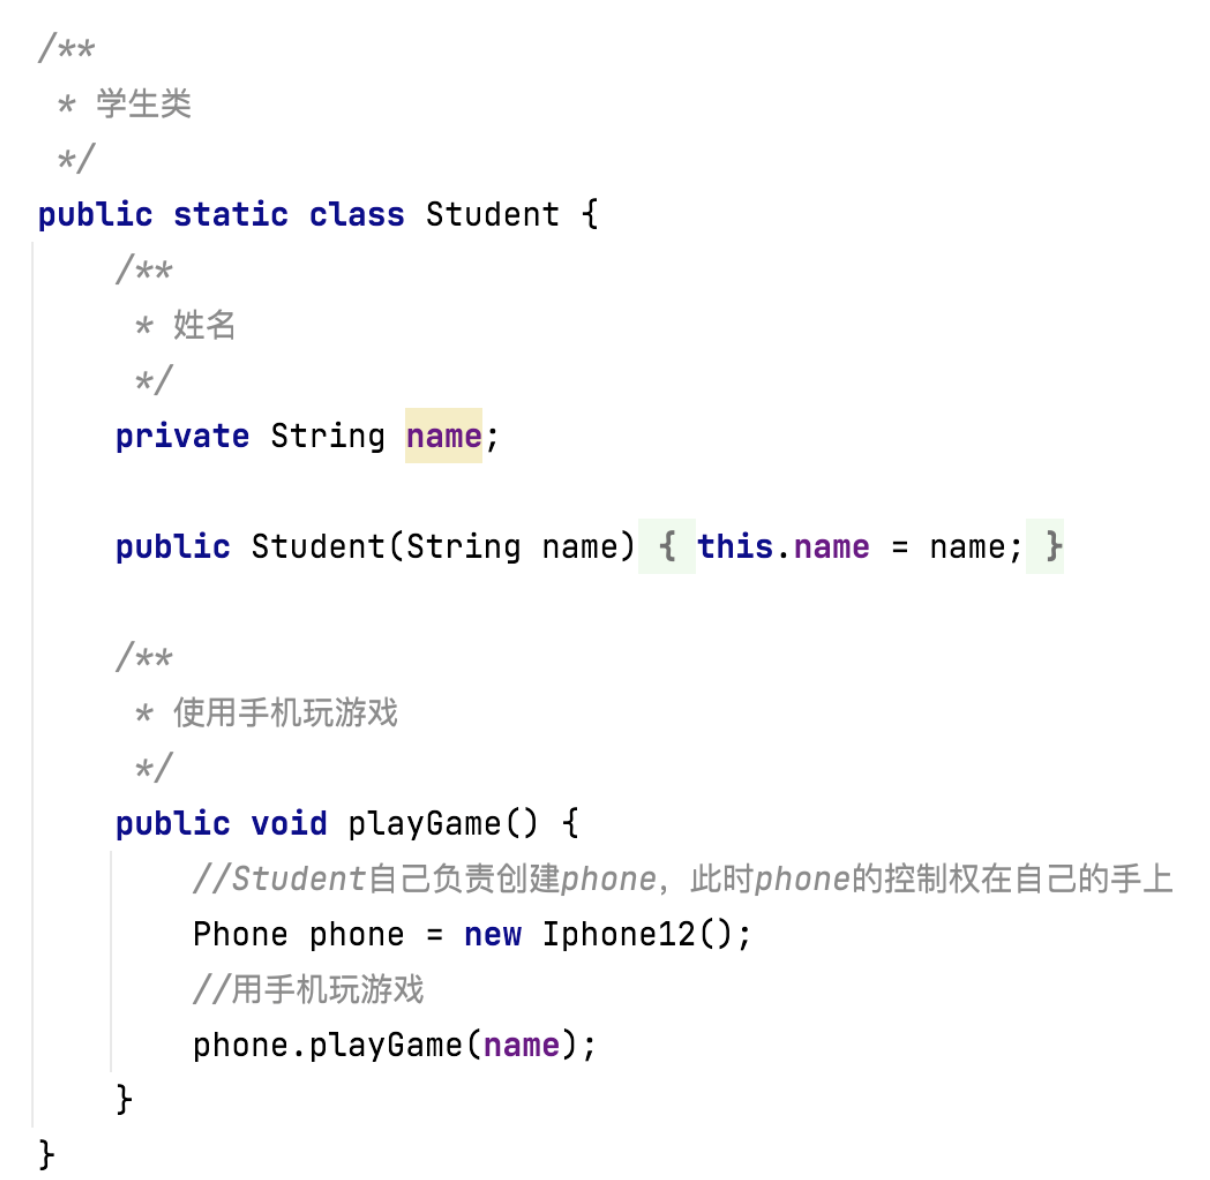 /**
 * 学生类
 */
public static class Student {
    /**
     * 姓名
     */
    private String name;

    public Student(String name) { this.name = name; }

    /**
     * 使用手机玩游戏
     */
    public void playGame() {
        //Student自己负责创建phone，此时phone的控制权在自己的手上
        Phone phone = new Iphone12();
        //用手机玩游戏
        phone.playGame(name);
    }
}